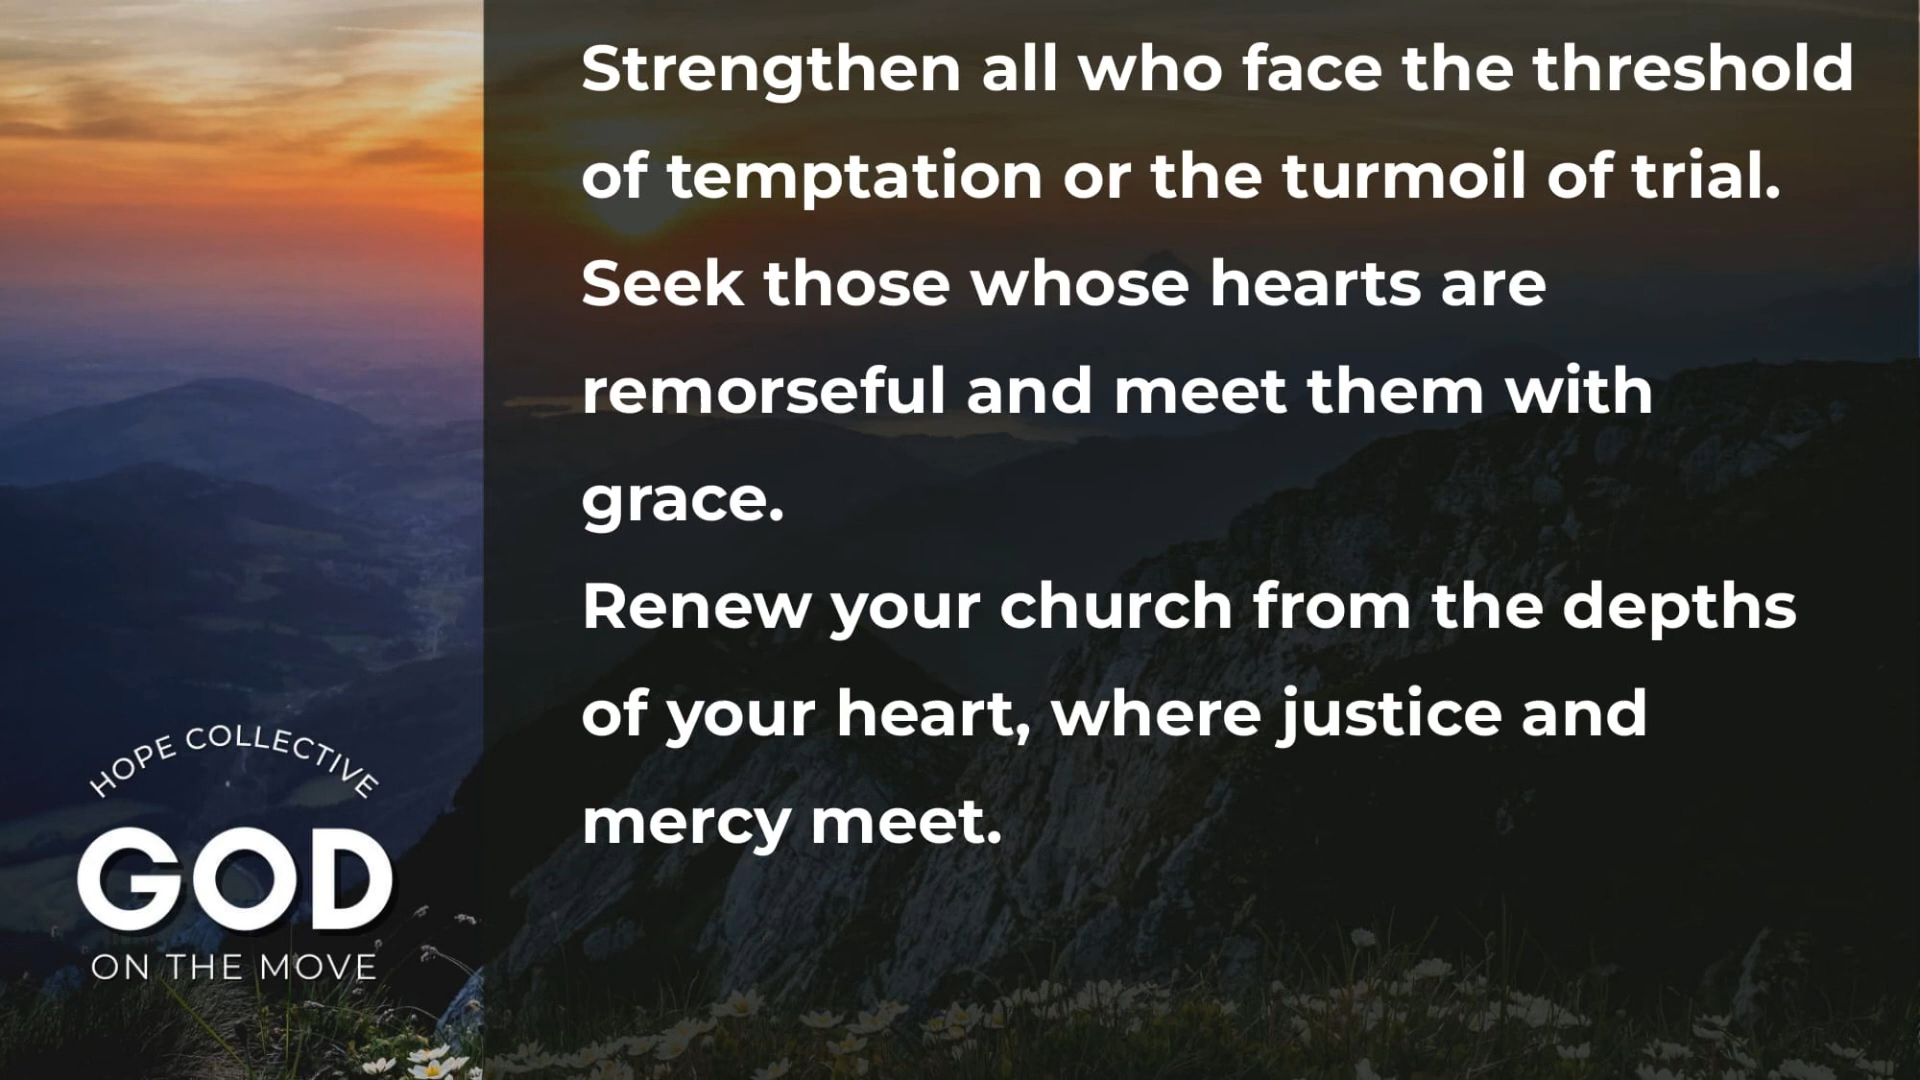 Strengthen all who face the threshold
of temptation or the turmoil of trial.
Seek those whose hearts are
remorseful and meet them with
grace.
Renew your church from the depths
of your heart, where justice and
mercy meet.
HOPE COLLECTIVE
GOD
ON THE MOVE